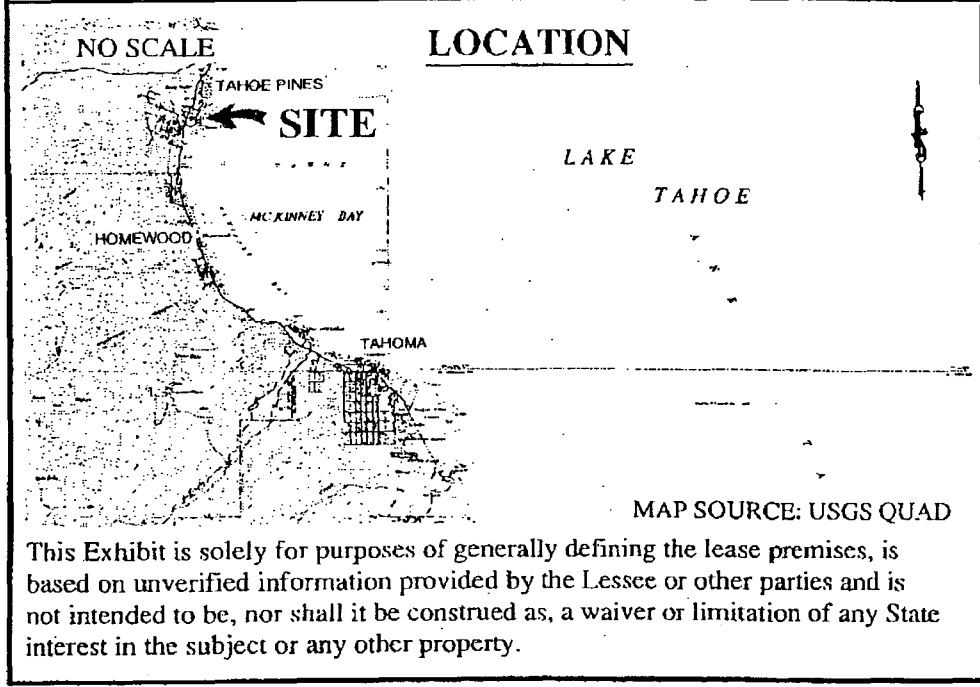 NO SCALE
LOCATION
TAHOE PINES
SITE
LAKE
TAHOE
MCKINNEY BAY
HOMEWOOD
TAHOMA
MAP SOURCE: USGS QUAD
This Exhibit is solely for purposes of generally defining the lease premises, is
based on unverified information provided by the Lessee or other parties and is
not intended to be, nor shall it be construed as, a waiver or limitation of any State
interest in the subject or any other property.